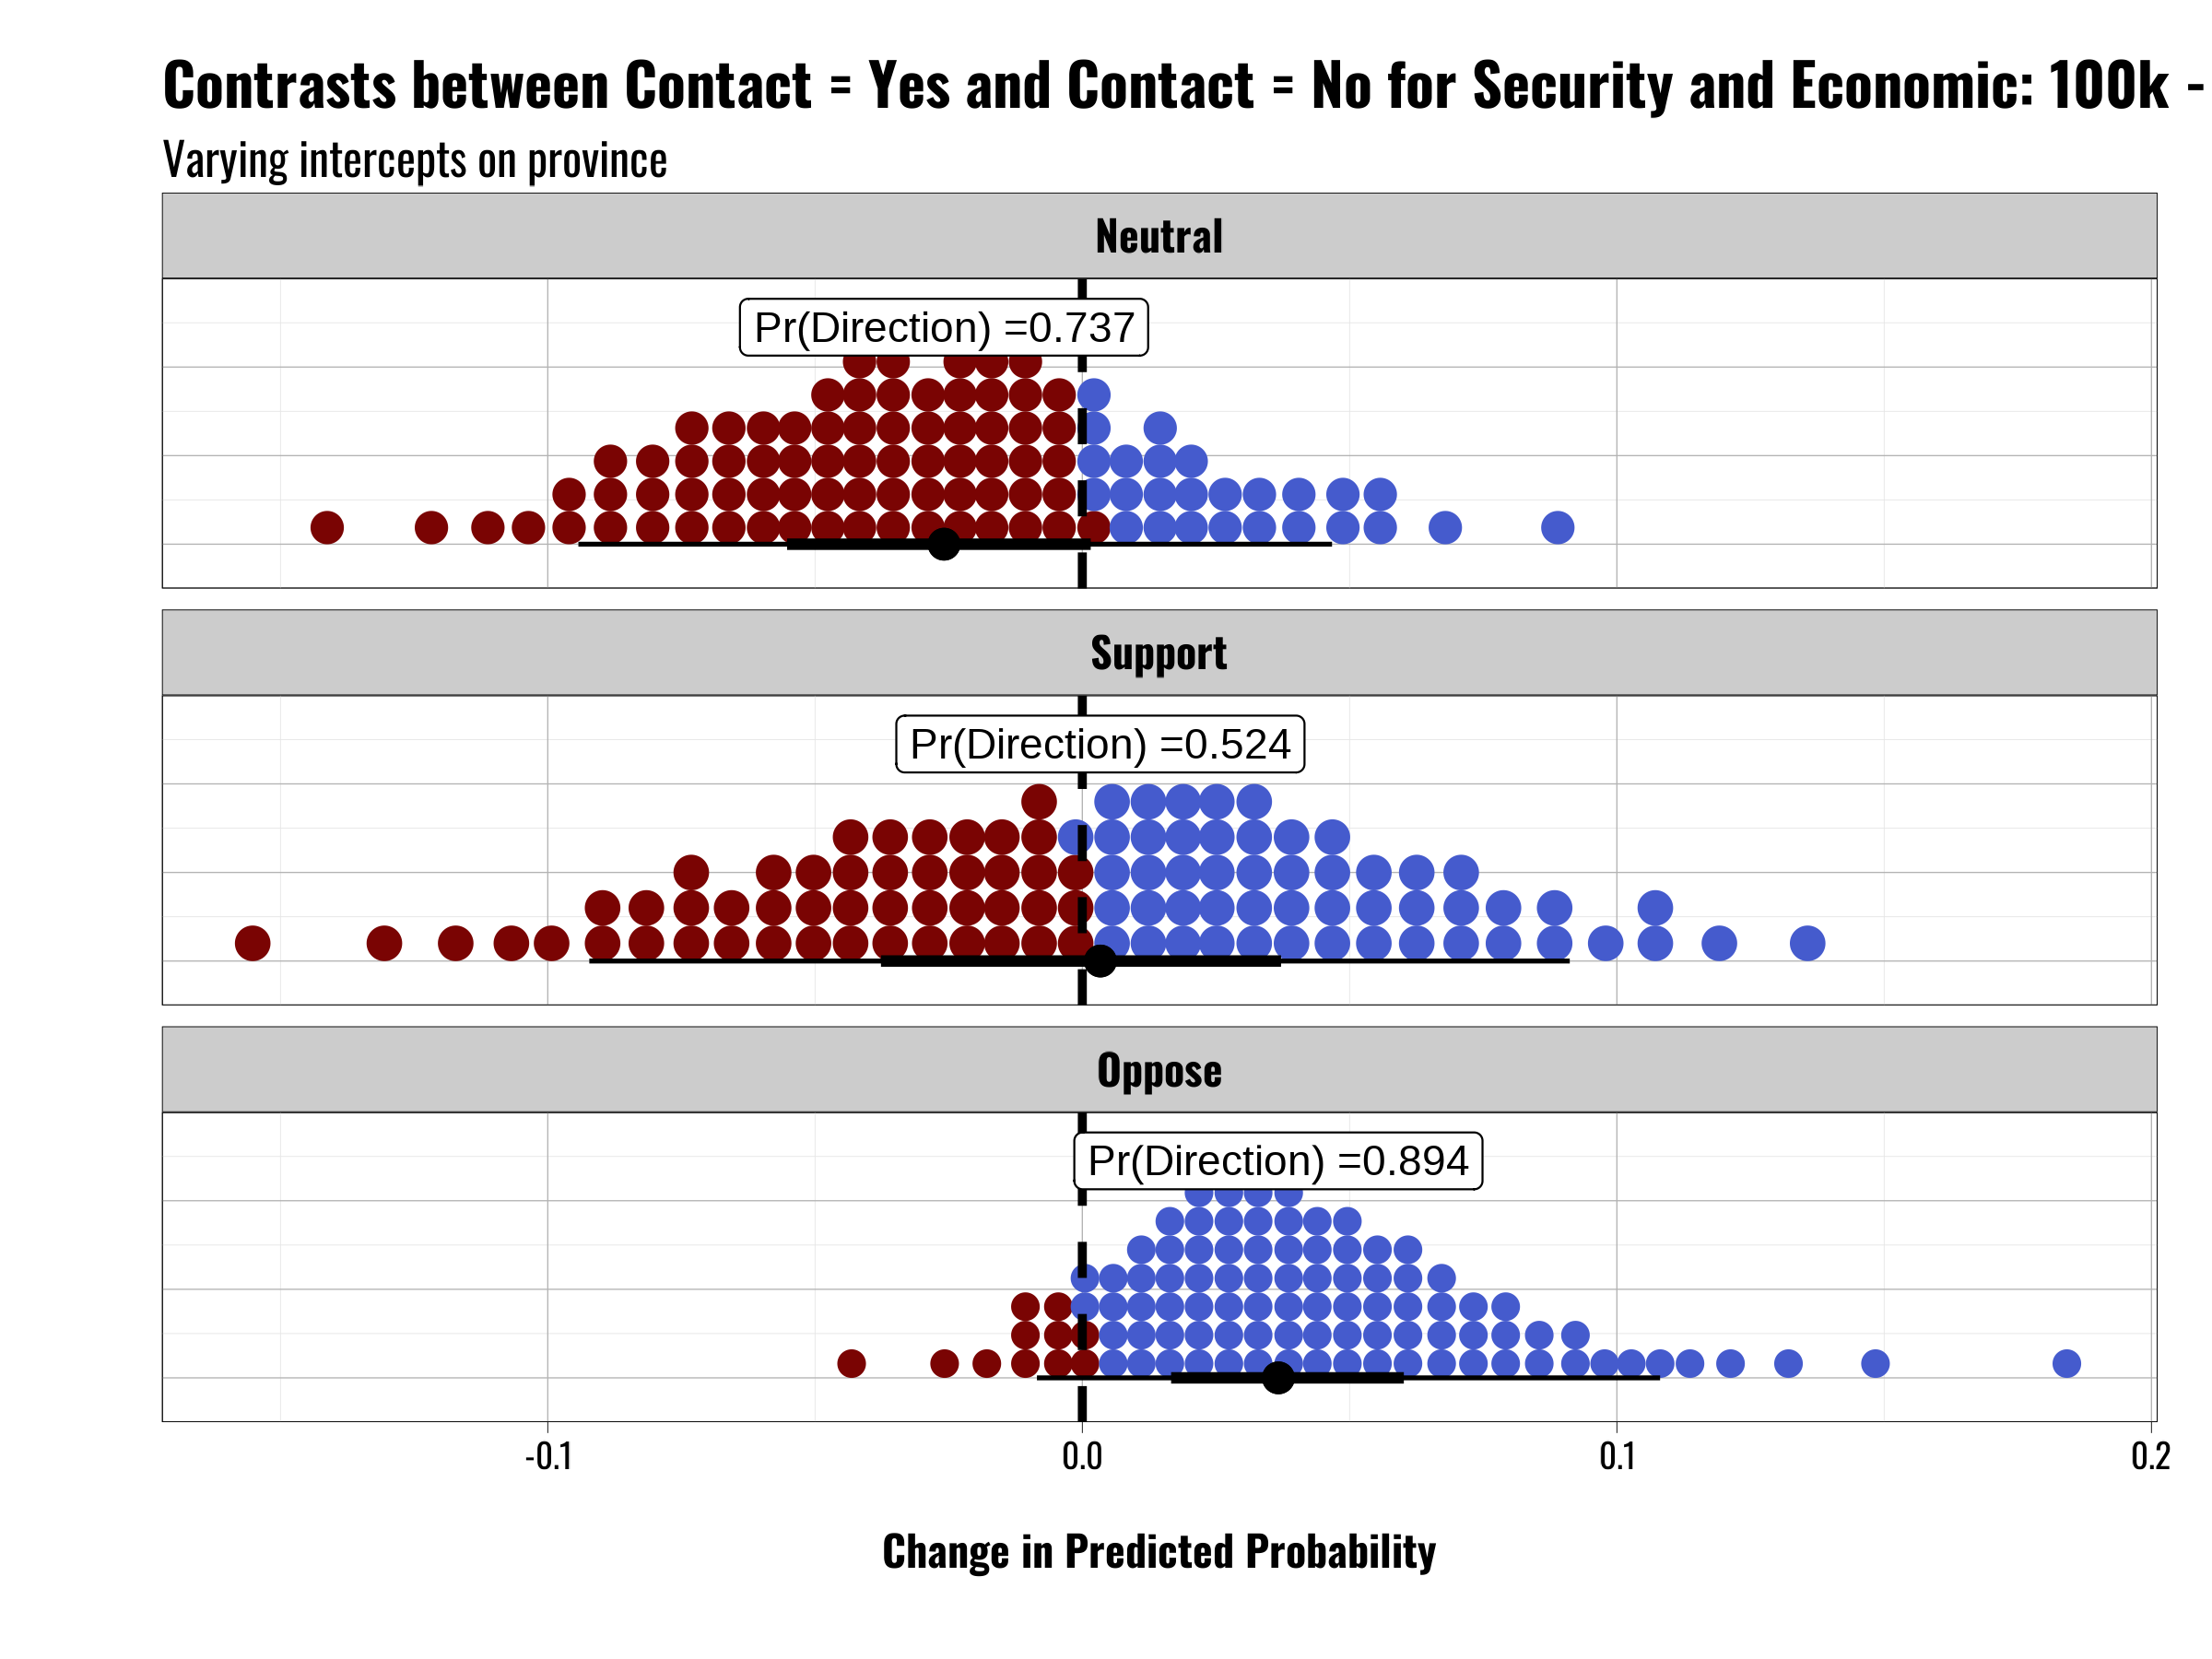 Contrasts between Contact = Yes and Contact = No for Security and Economic: 100k -
Varying intercepts on province
Neutral
Pr(Direction) =0.737
Support
Pr(Direction) =0.524
Oppose
Pr(Direction) =0.894
-0.1 0.0 0.1 0.2
Change in Predicted Probability